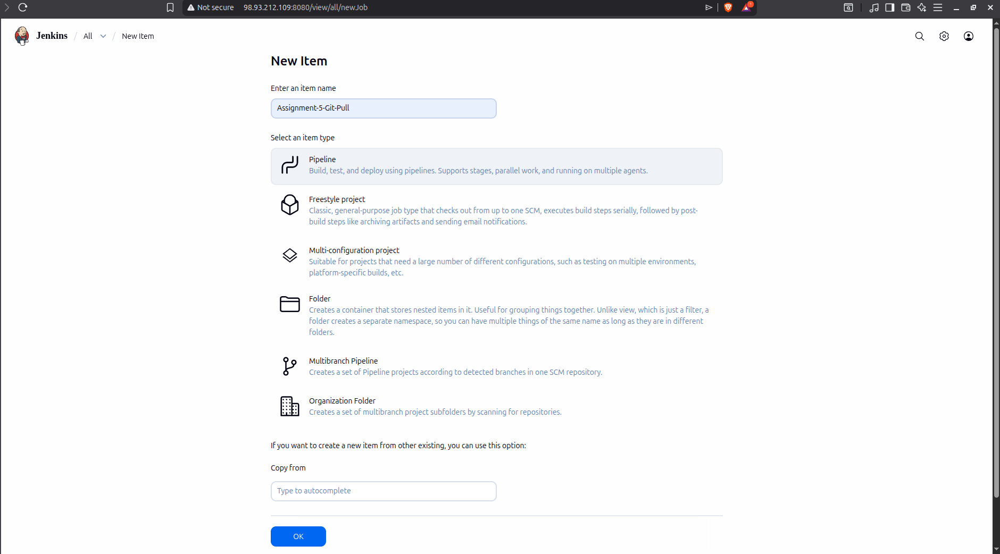 Not secure 98.93.212.109:8080/view/all/newJob
1
Jenkins / All / New Item
New Item
Enter an item name
Assignment-5-Git-Pull
Select an item type
Pipeline
Build, test, and deploy using pipelines. Supports stages, parallel work, and running on multiple agents.
Freestyle project
Classic, general-purpose job type that checks out from up to one SCM, executes build steps serially, followed by post-
build steps like archiving artifacts and sending email notifications.
Multi-configuration project
Suitable for projects that need a large number of different configurations, such as testing on multiple environments,
platform-specific builds, etc.
Folder
Creates a container that stores nested items in it. Useful for grouping things together. Unlike view, which is just a filter, a
folder creates a separate namespace, so you can have multiple things of the same name as long as they are in different
folders.
Multibranch Pipeline
Creates a set of Pipeline projects according to detected branches in one SCM repository.
Organization Folder
Creates a set of multibranch project subfolders by scanning for repositories.
If you want to create a new item from other existing, you can use this option:
Copy from
Type to autocomplete
OK